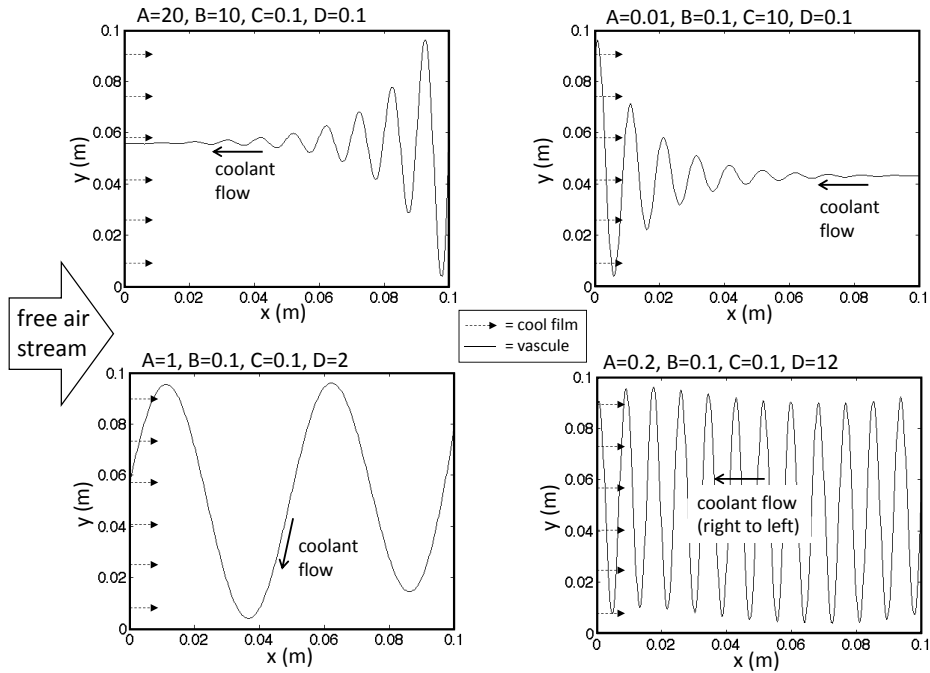 A=20, B=10, C=0.1, D=0.1
0.1
0.08
0.06
0.04
0.02
0
y (m)
coolant
flow
0 0.02 0.04 0.06 0.08 0.1
x (m)
A=0.01, B=0.1, C=10, D=0.1
0.1
0.08
0.06
0.04
0.02
0
y (m)
coolant
flow
0 0.02 0.04 0.06 0.08 0.1
x (m)
free air
stream
= cool film
= vascule
A=1, B=0.1, C=0.1, D=2
0.1
0.08
0.06
0.04
0.02
0
y (m)
coolant
flow
0 0.02 0.04 0.06 0.08 0.1
x (m)
A=0.2, B=0.1, C=0.1, D=12
0.1
0.08
0.06
0.04
0.02
0
y (m)
coolant flow
(right to left)
0 0.02 0.04 0.06 0.08 0.1
x (m)